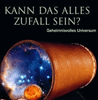 KANN DAS ALLES
ZUFALL SEIN?
Geheimnisvolles Universum